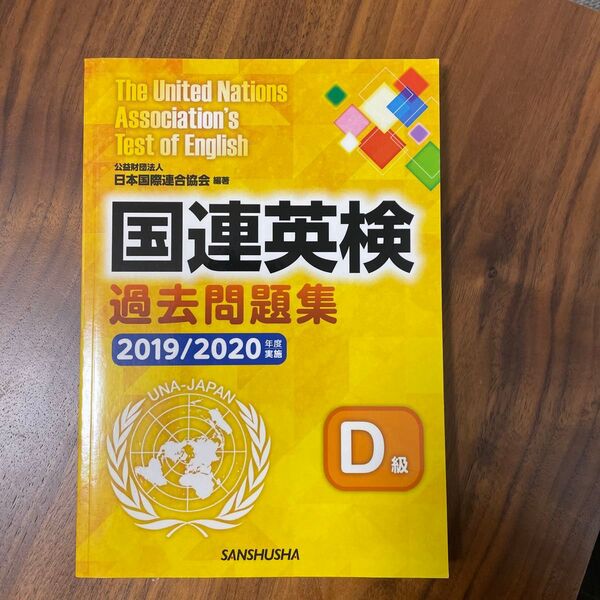 The United Nations
Association's
Test of English
公益財団法人
日本国際連合協会 編著
国連英検
過去問題集
2019/2020 年度実施
UNA-JAPAN
D級
SANSHUSHA